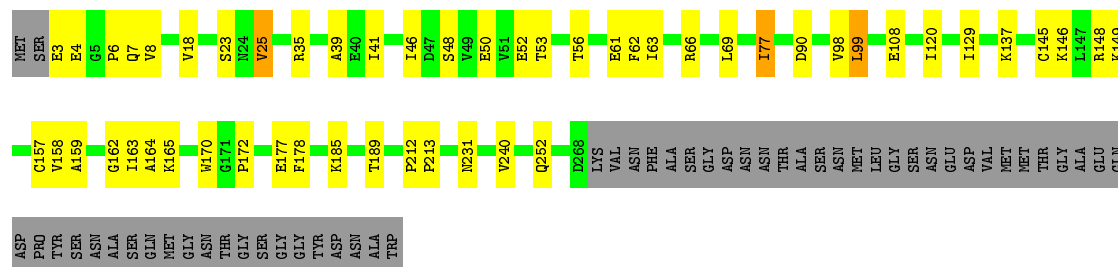 MET SER E3 E4 G5 P6 Q7 V8 V18 S23 N24 V25 R35 A39 E40 I41 I46 D47 S48 V49 E50 V51 E52 T53 T56 E61 F62 I63 R66 L69 I77 D90 V98 L99 E108 I120 I129 K137 C145 K146 L147 R148 K149
C157 V158 A159 G162 I163 A164 K165 W170 G171 P172 E177 F178 K185 T189 P212 P213 N231 V240 Q252 D268 LYS VAL ASN PHE ALA SER GLY ASP ASN ASN THR ALA SER ASN MET LEU GLY SER ASN GLU ASP VAL MET MET THR GLY ALA GLU GLN
ASP PRO TYR SER ASN ALA SER GLN MET GLY ASN THR GLY SER GLY GLY TYR ASP ASN ALA TRP